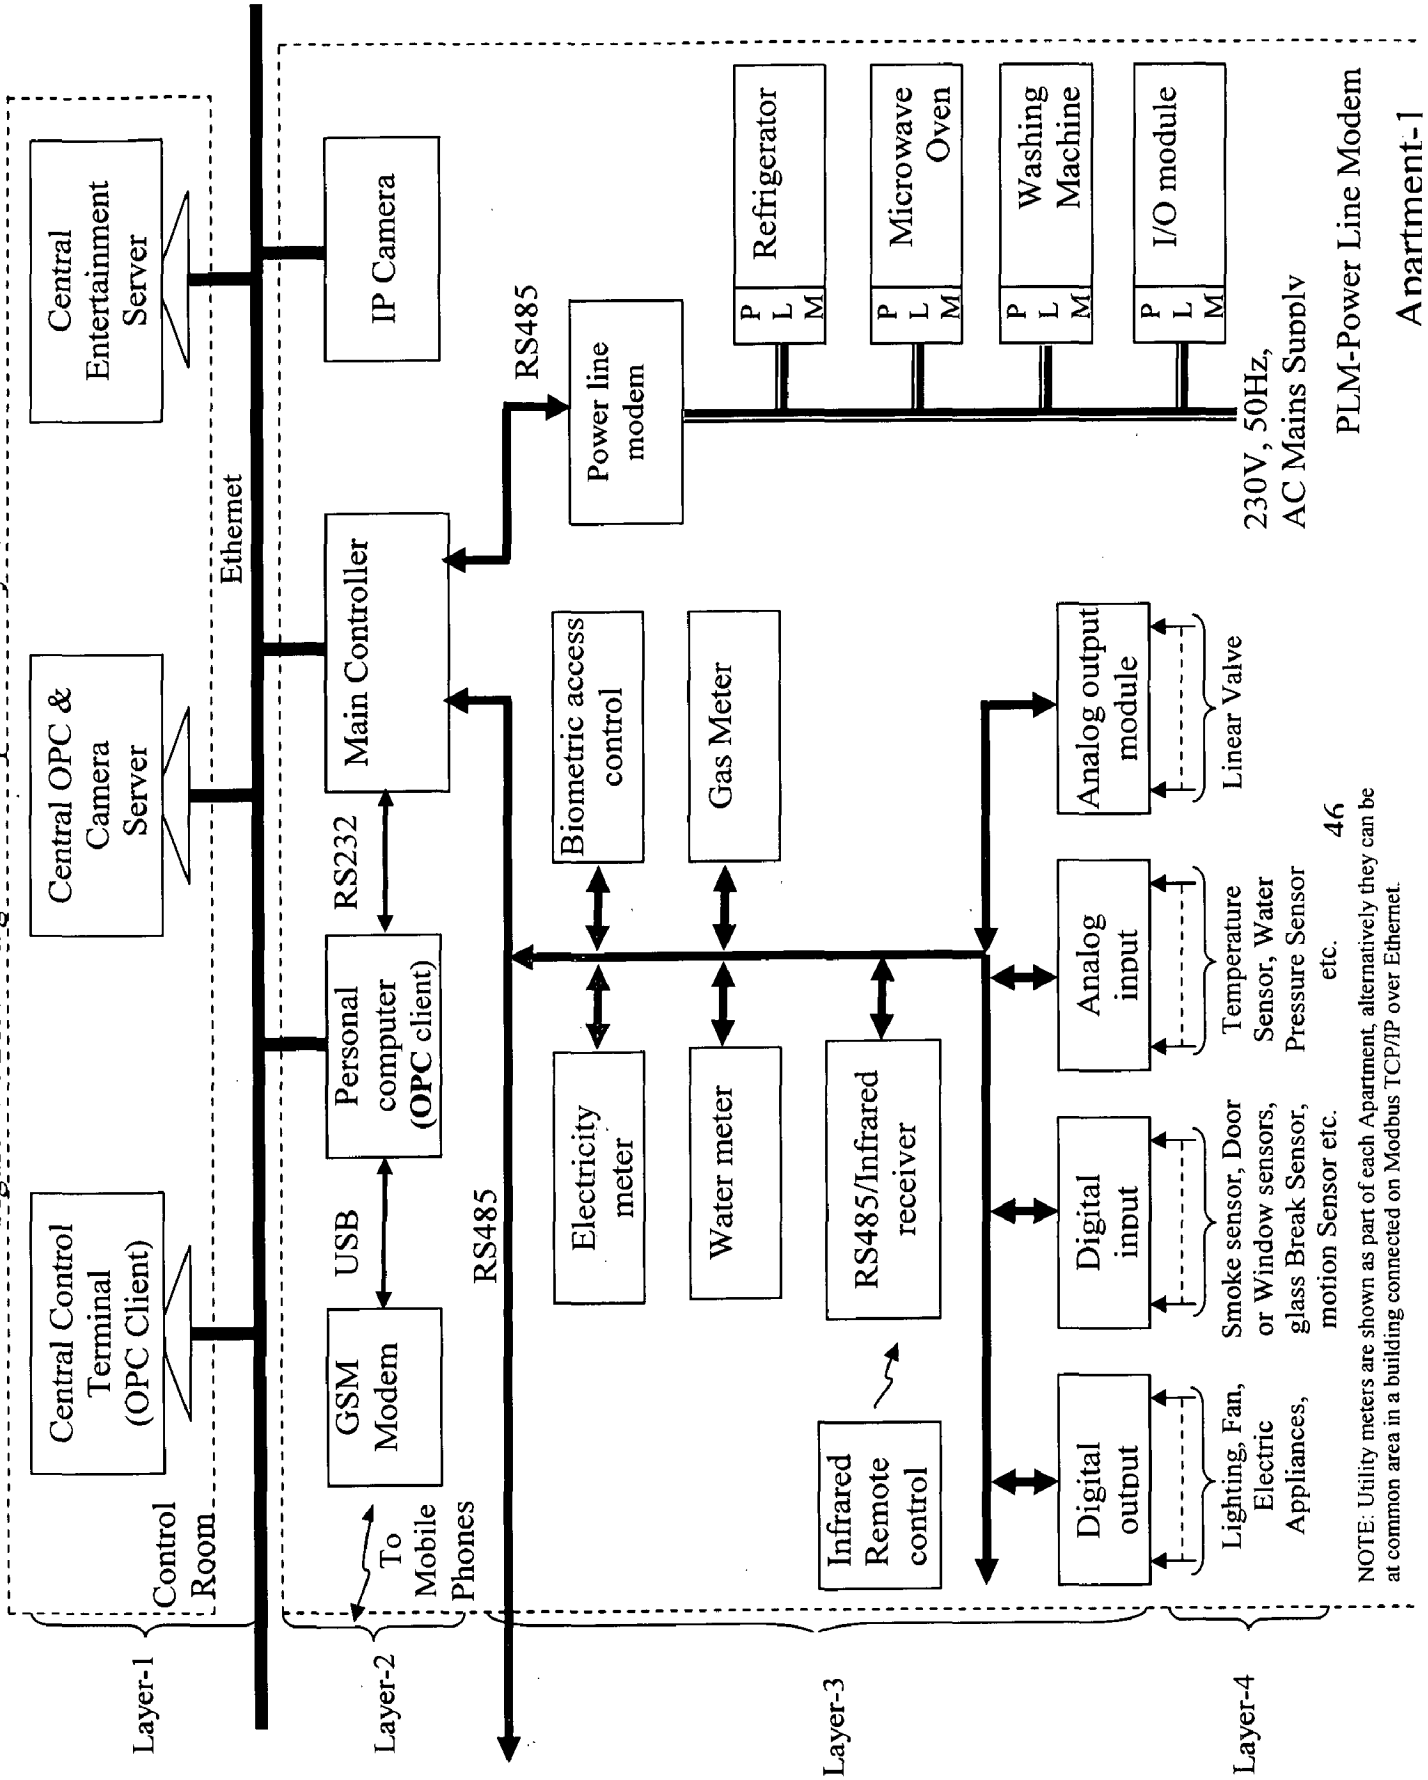 Layer-1
Control
Room
Central Control
Terminal
(OPC Client)
Central OPC &
Camera
Server
Central
Entertainment
Server
Ethernet
Layer-2
To
Mobile
Phones
GSM
Modem
USB
Personal
computer
(OPC client)
RS232
Main Controller
IP Camera
RS485
RS485
Layer-3
Electricity
meter
Biometric access
control
Water meter
Gas Meter
RS485/Infrared
receiver
Infrared
Remote
control
Power line
modem
P
L
M
Refrigerator
P
L
M
Microwave
Oven
P
L
M
Washing
Machine
P
L
M
I/O module
Digital
output
Digital
input
Analog
input
Analog output
module
Layer-4
Lighting, Fan,
Electric
Appliances,
Smoke sensor, Door
or Window sensors,
glass Break Sensor,
motion Sensor etc.
Temperature
Sensor, Water
Pressure Sensor
etc.
Linear Valve
230V, 50Hz,
AC Mains Supply
46
PLM-Power Line Modem
NOTE: Utility meters are shown as part of each Apartment, alternatively they can be
at common area in a building connected on Modbus TCP/IP over Ethernet.
Apartment-1